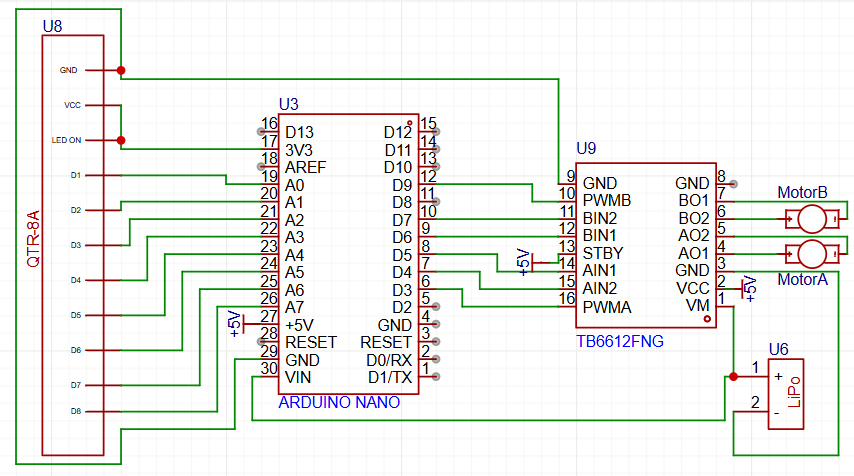 U8
GND
VCC
LED ON
D1
D2
D3
D4
D5
D6
D7
D8
QTR-8A
U3
16 D13 D12 15
17 3V3 D11 14
18 AREF D10 13
19 A0 D9 12
20 A1 D8 11
21 A2 D7 10
22 A3 D6 9
23 A4 D5 8
24 A5 D4 7
25 A6 D3 6
26 A7 D2 5
+5V 27 +5V GND 4
28 RESET RESET 3
29 GND D0/RX 2
30 VIN D1/TX 1
ARDUINO NANO
U9
9 GND GND 8
10 PWMB BO1 7
11 BIN2 BO2 6
12 BIN1 AO2 5
+5V 13 STBY AO1 4
14 AIN1 GND 3
15 AIN2 VCC 2 +5V
16 PWMA VM 1
TB6612FNG
MotorB
+ -
+ -
MotorA
U6
1 +
2 -
LiPo